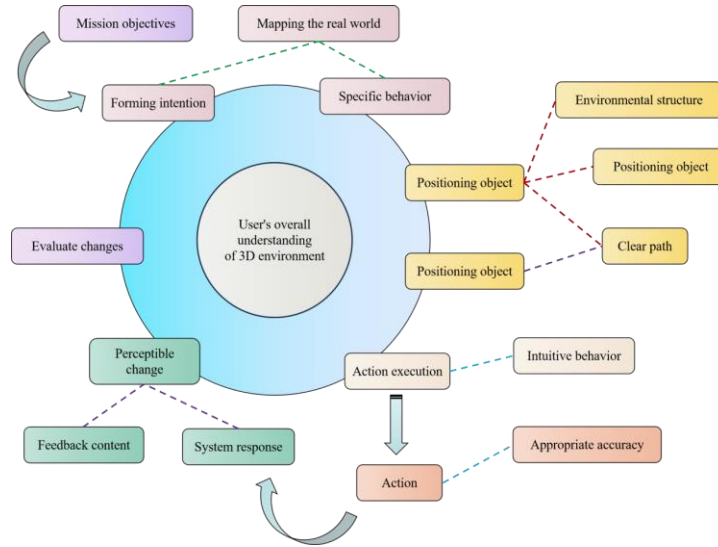 Mission objectives
Mapping the real world
Forming intention
Specific behavior
Environmental structure
Positioning object
Positioning object
User's overall
understanding
of 3D environment
Evaluate changes
Clear path
Positioning object
Perceptible
change
Action execution
Intuitive behavior
Feedback content
System response
Appropriate accuracy
Action